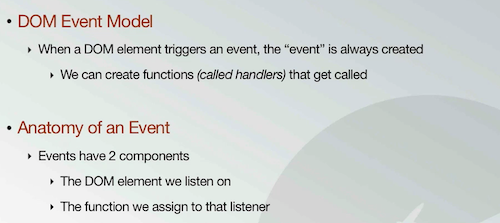 • DOM Event Model
‣ When a DOM element triggers an event, the “event” is always created
‣ We can create functions (called handlers) that get called
• Anatomy of an Event
‣ Events have 2 components
‣ The DOM element we listen on
‣ The function we assign to that listener